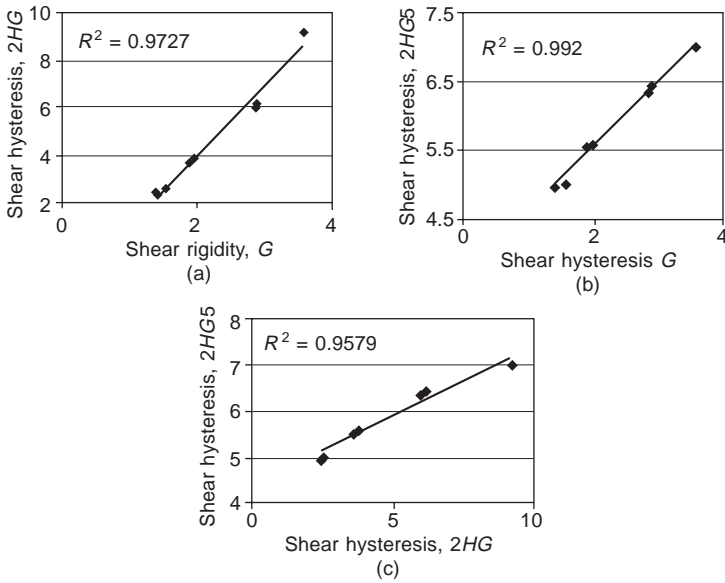 10
8
6
4
2
0
2
4
Shear hysteresis, 2HG
R² = 0.9727
Shear rigidity, G
(a)
7.5
6.5
5.5
4.5
0
2
4
Shear hysteresis, 2HG5
R² = 0.992
Shear hysteresis G
(b)
8
7
6
5
4
0
5
10
Shear hysteresis, 2HG5
R² = 0.9579
Shear hysteresis, 2HG
(c)